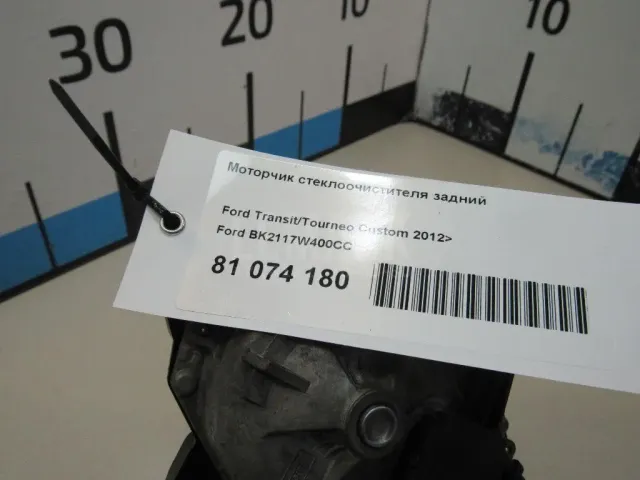 30
20
10
10
Моторчик стеклоочистителя задний
Ford Transit/Tourneo Custom 2012>
Ford BK2117W400CC
81 074 180